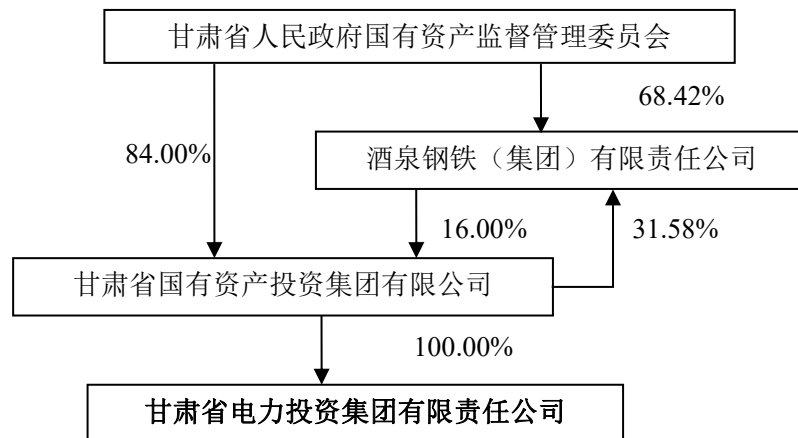 甘肃省人民政府国有资产监督管理委员会
68.42%
84.00%
酒泉钢铁（集团）有限责任公司
16.00%
31.58%
甘肃省国有资产投资集团有限公司
100.00%
甘肃省电力投资集团有限责任公司